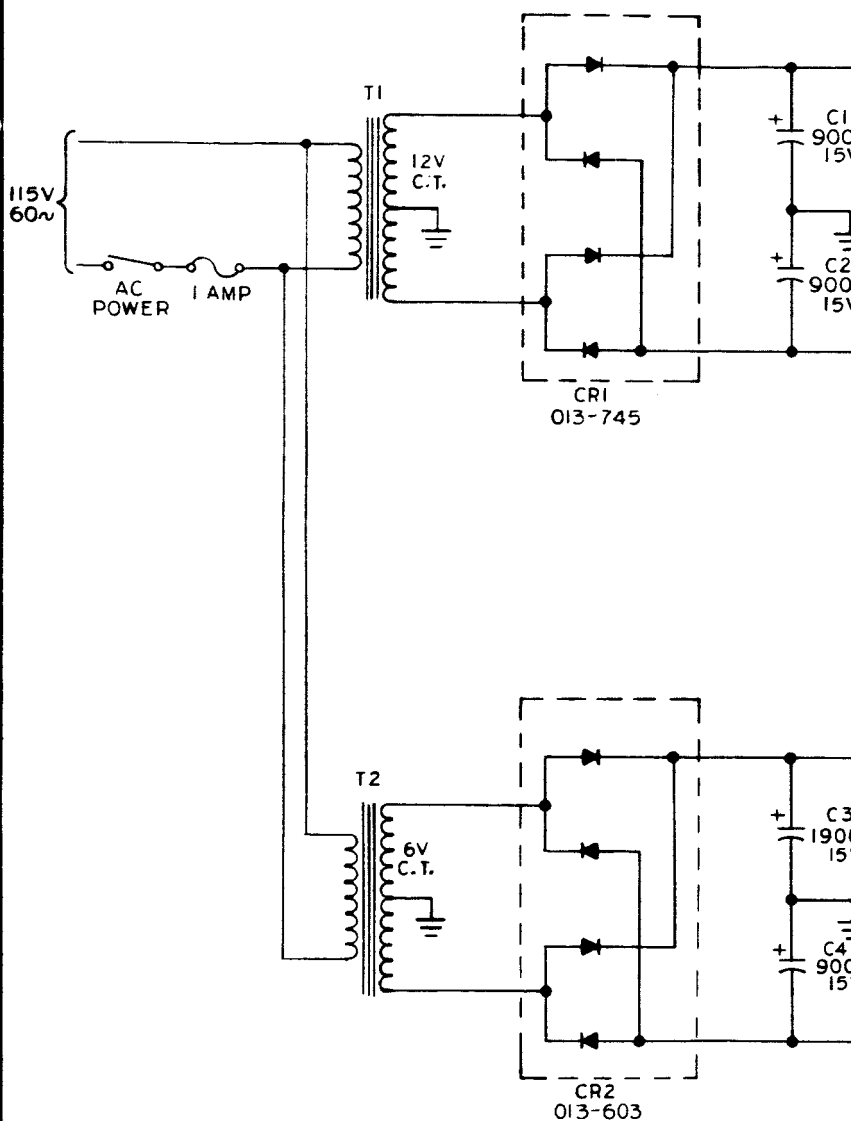 T1
115V
60~
12V
C.T.
AC
POWER
1 AMP
+
C1
900
15V
+
C2
900
15V
CR1
013-745
T2
6V
C.T.
+
C3
1900
15
+
C4
900
15
CR2
013-603